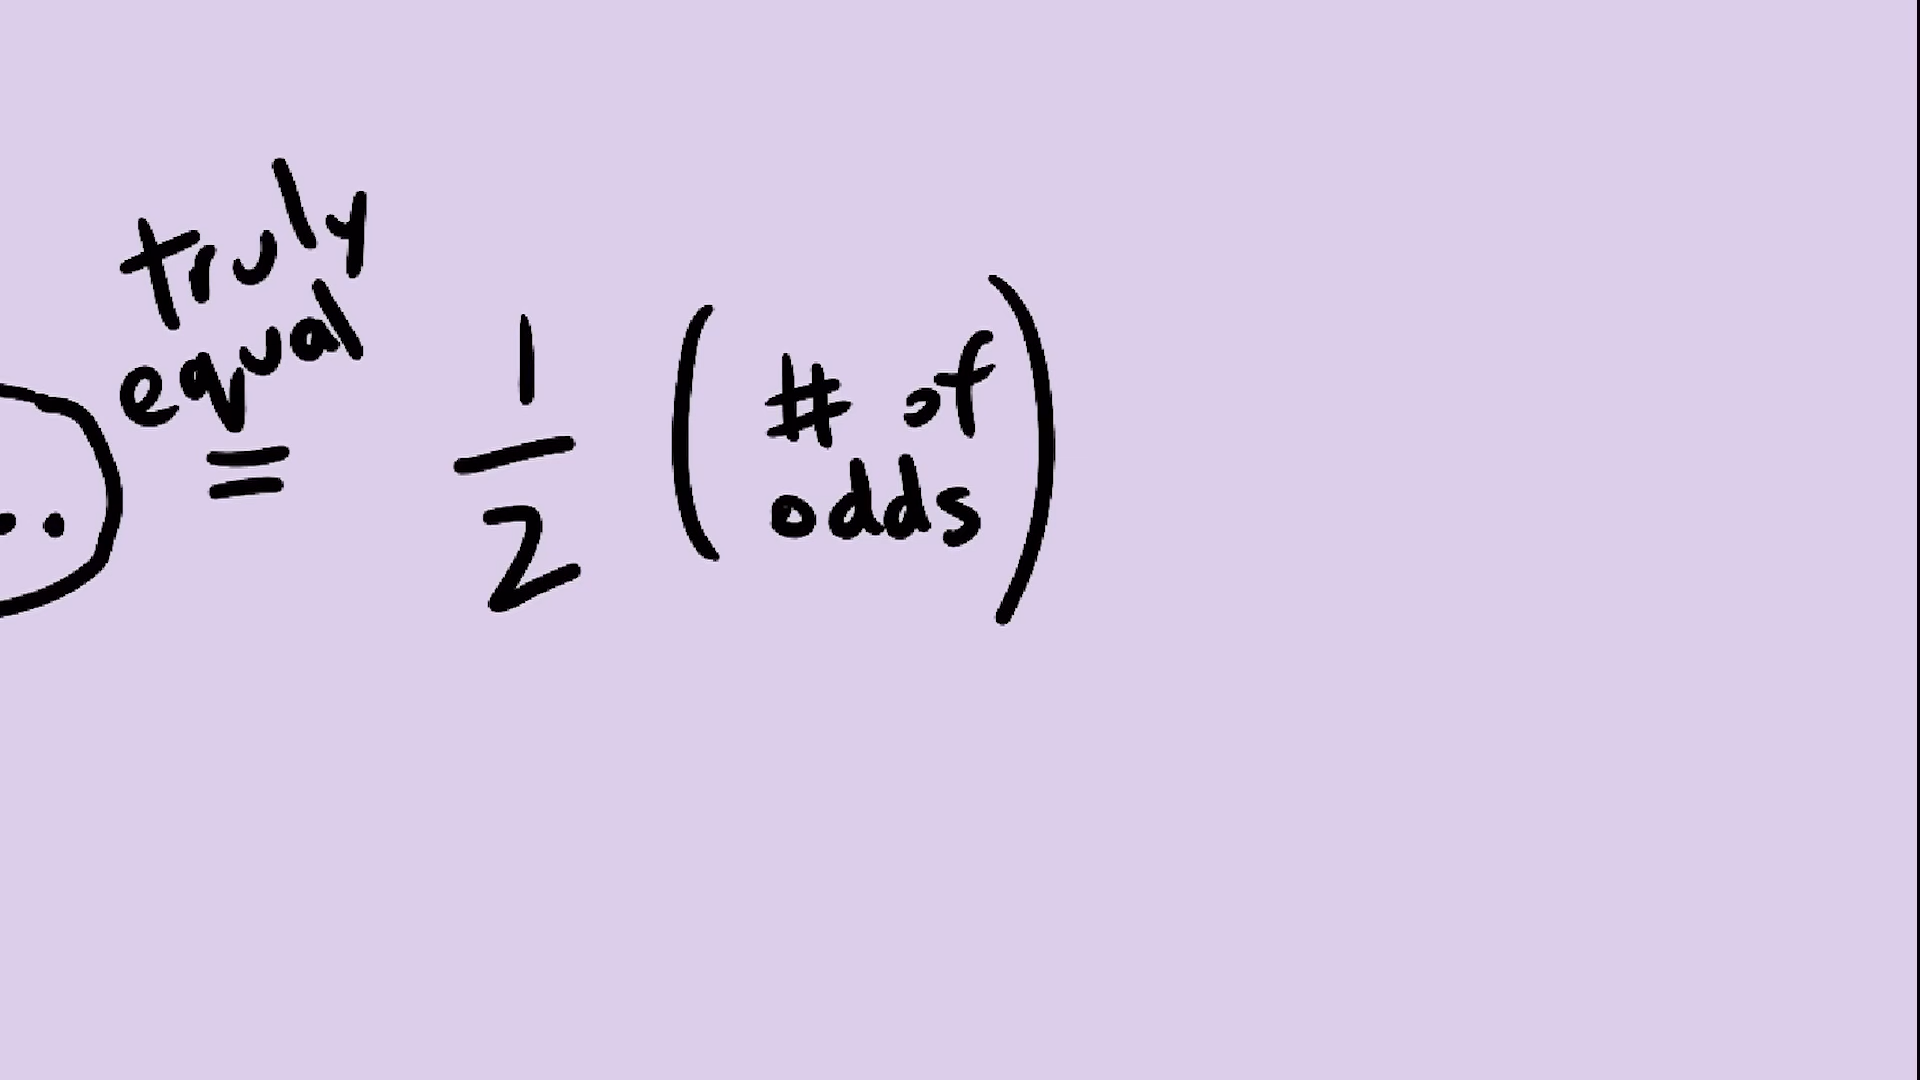 truly
equal
.. = 1/2 ( # of
odds )